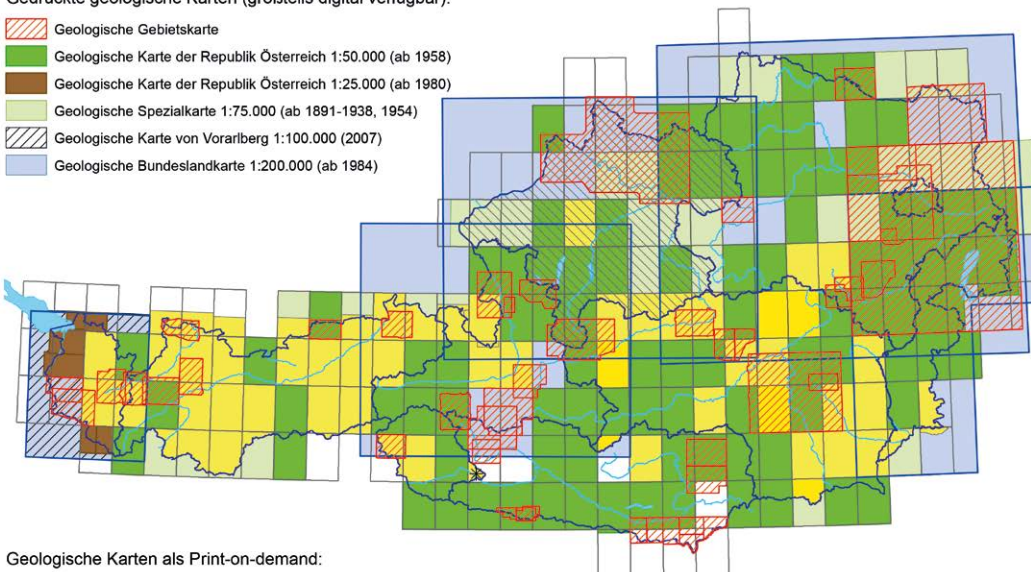 Gedruckte geologische Karten (großteils digital verfügbar):
Geologische Gebietskarte
Geologische Karte der Republik Österreich 1:50.000 (ab 1958)
Geologische Karte der Republik Österreich 1:25.000 (ab 1980)
Geologische Spezialkarte 1:75.000 (ab 1891-1938, 1954)
Geologische Karte von Vorarlberg 1:100.000 (2007)
Geologische Bundeslandkarte 1:200.000 (ab 1984)
Geologische Karten als Print-on-demand: